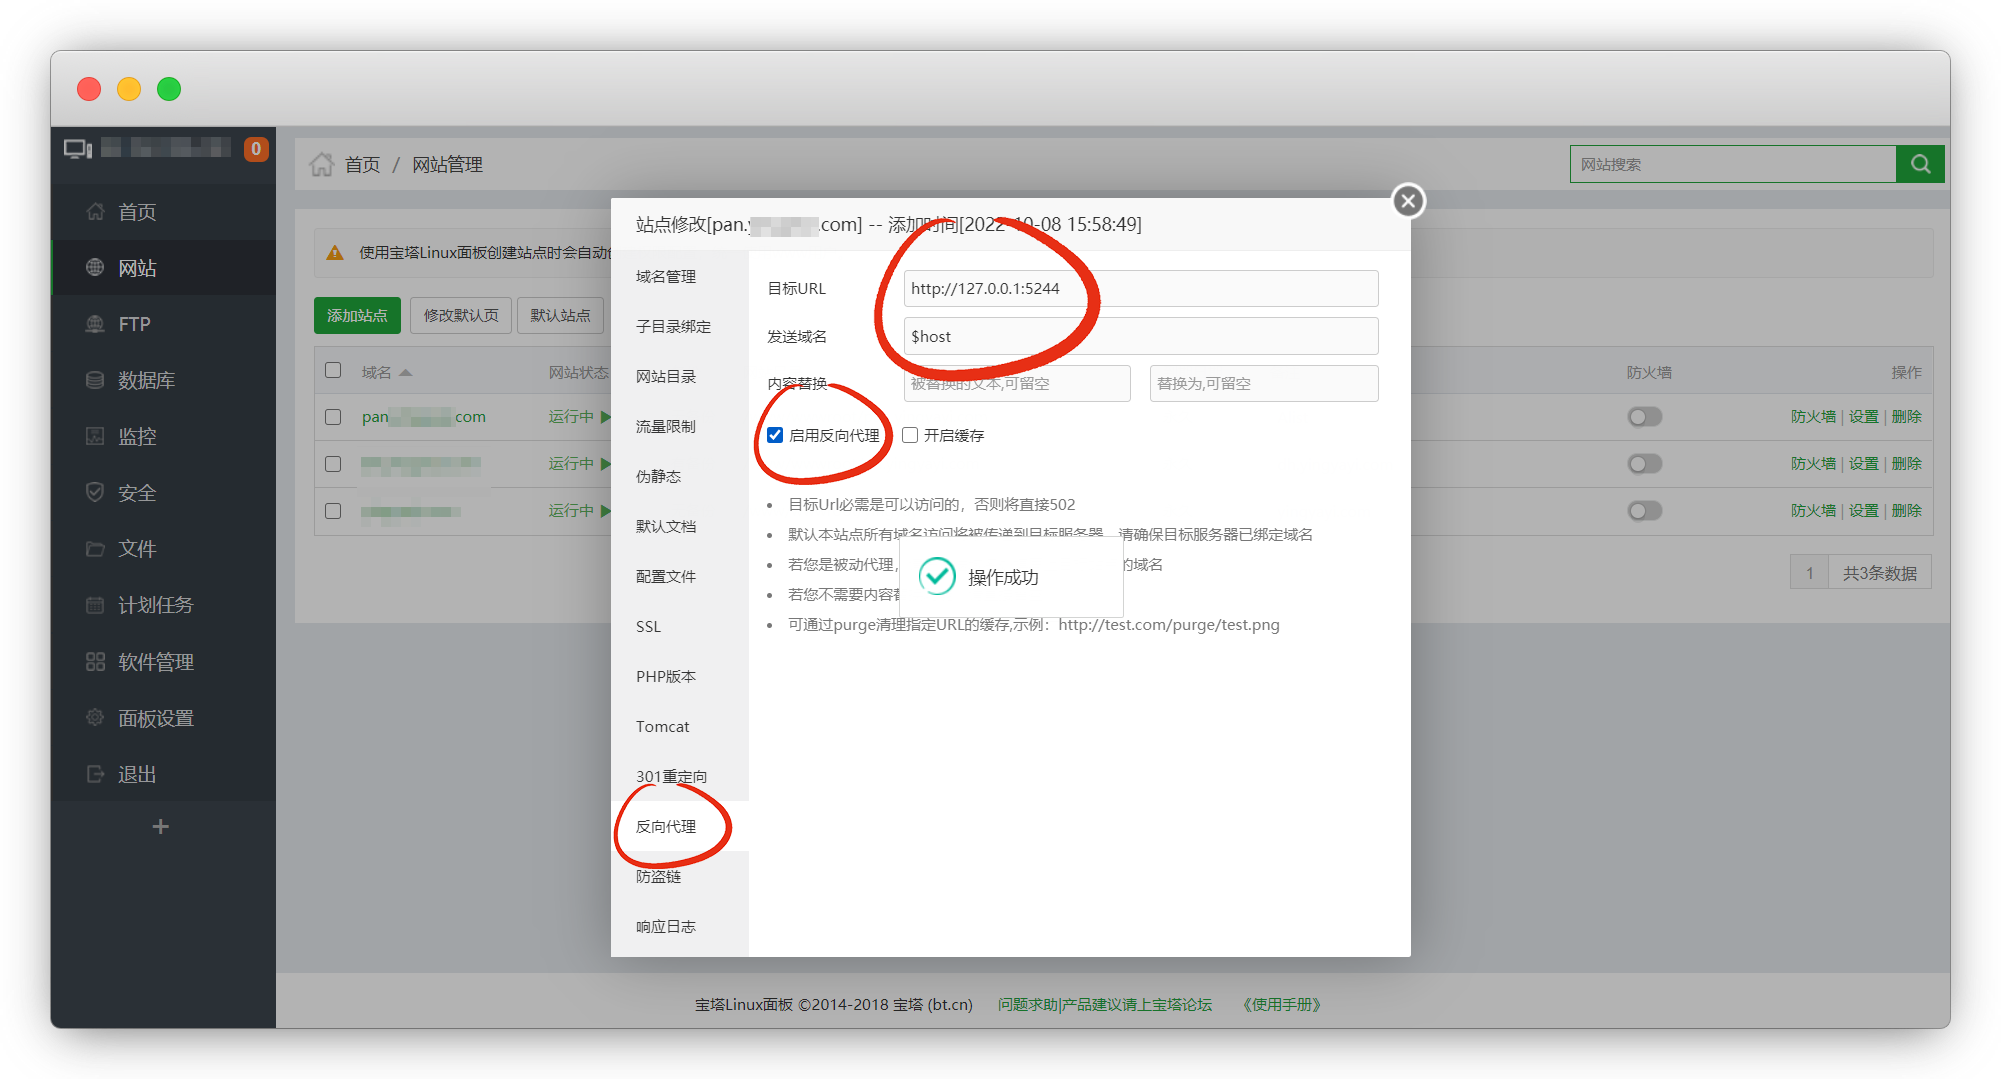 0
首页
网站
FTP
数据库
监控
安全
文件
计划任务
软件管理
面板设置
退出
+
首页 / 网站管理
网站搜索
使用宝塔Linux面板创建站点时会自动
添加站点 修改默认页 默认站点
域名 网站状态 防火墙 操作
pan com 运行中 防火墙 | 设置 | 删除
运行中 防火墙 | 设置 | 删除
运行中 防火墙 | 设置 | 删除
1 共3条数据
站点修改[pan. .com] -- 添加时间[2022-10-08 15:58:49]
域名管理
子目录绑定
网站目录
流量限制
伪静态
默认文档
配置文件
SSL
PHP版本
Tomcat
301重定向
反向代理
防盗链
响应日志
目标URL http://127.0.0.1:5244
发送域名 $host
内容替换 被替换的文本,可留空 替换为,可留空
启用反向代理 开启缓存
• 目标Url必需是可以访问的，否则将直接502
• 默认本站点所有域名访问将被传递到目标服务器，请确保目标服务器已绑定域名
• 若您是被动代理， 的域名
• 若您不需要内容
• 可通过purge清理指定URL的缓存,示例：http://test.com/purge/test.png
操作成功
宝塔Linux面板 ©2014-2018 宝塔 (bt.cn) 问题求助|产品建议请上宝塔论坛 《使用手册》